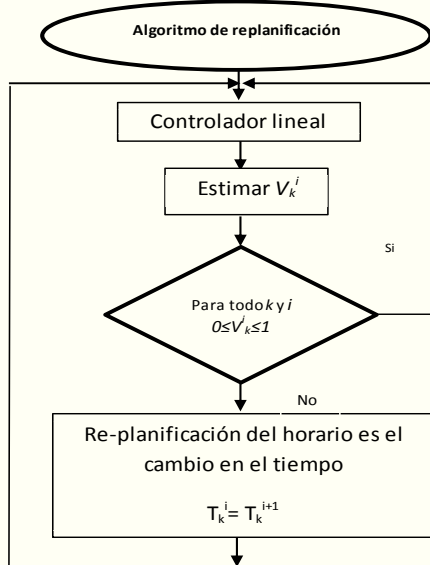 Algoritmo de replanificación
Controlador lineal
Estimar V_k^i
Si
Para todo k y i
0≤V_k^i≤1
No
Re-planificación del horario es el
cambio en el tiempo
T_k^i= T_k^{i+1}